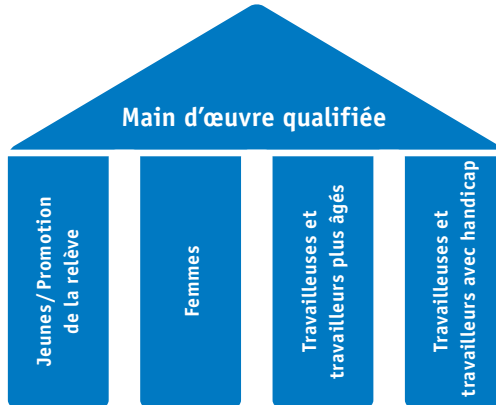 Main d’œuvre qualifiée
Jeunes/Promotion
de la relève
Femmes
Travailleuses et
travailleurs plus âgés
Travailleuses et
travailleurs avec handicap